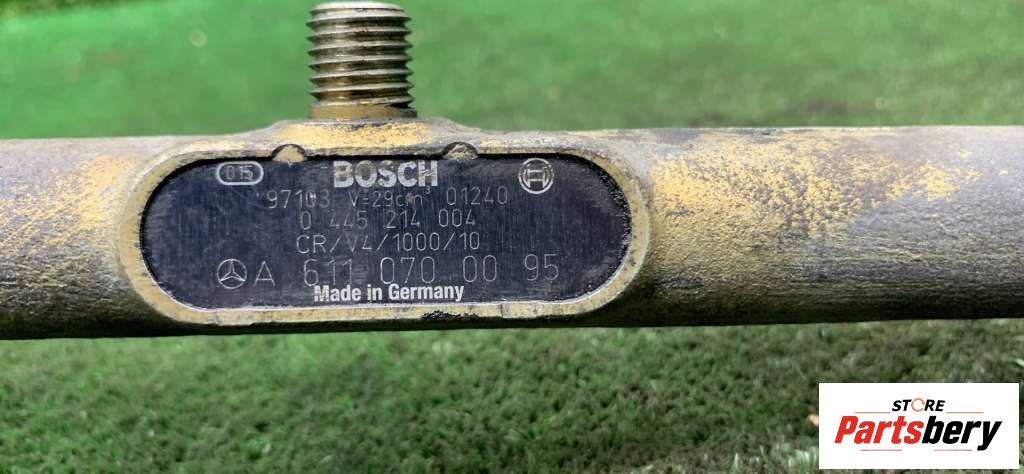 015 BOSCH
97103 V=29cm³ 01240
0 445 214 004
CR/V4/1000/10
A 611 070 00 95
Made in Germany
STORE
Partsbery